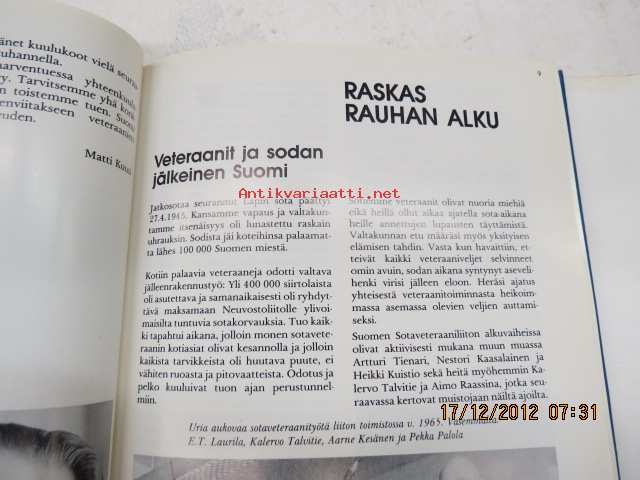 änet kuulukoot vielä
uhannella.
arventuessa
y. Tarvitsemme yhä
n toistemme tuen.
enviitakseen veteraanien
uden.
Matti
9
RASKAS
RAUHAN ALKU
Veteraanit ja sodan
jälkeinen Suomi
Jatkosotaa seurannut Lapin sota päättyi
27.4.1945. Kansamme vapaus ja valtakun-
tamme itsenäisyys oli lunastettu raskain
uhrauksin. Sodista jäi koteihinsa palaamat-
ta lähes 100 000 Suomen miestä.
Kotiin palaavia veteraaneja odotti valtava
jälleenrakennustyö: Yli 400 000 siirtolaista
oli asutettava ja samanaikaisesti oli ryhdyt-
tävä maksamaan Neuvostoliitolle ylivoi-
maisilta tuntuvia sotakorvauksia. Tuo kaik-
ki tapahtui aikana, jolloin monen sotavete-
raanin kotiasiat olivat kesannolla ja jolloin
kaikista tarvikkeista oli huutava puute, ei
vähiten ruoasta ja pitovaatteista. Odotus ja
pelko kuuluivat tuon ajan perustunnel-
miin.
Sotiemme veteraanit olivat nuoria miehiä
eikä heillä ollut aikaa ajatella sota-aikana
heille annettujen lupausten täyttämistä.
Valtakunnan etu määräsi myös yksityisen
elämisen tahdin. Vasta kun havaittiin, et-
teivät kaikki veteraaniveljet selvinneet
omin avuin, sodan aikana syntynyt aseveli-
henki virisi jälleen eloon. Heräsi ajatus
yhteisestä veteraanitoiminnasta heikoim-
massa asemassa olevien veljien auttami-
seksi.
Suomen Sotaveteraaniliiton alkuvaiheissa
olivat aktiivisesti mukana muun muassa
Artturi Tienari, Nestori Kaasalainen ja
Heikki Kuistio sekä heitä myöhemmin Ka-
lervo Talvitie ja Aimo Raassina, jotka seu-
raavassa kertovat muistojaan näiltä ajoilta.
Uria aukovaa sotaveteraanityötä liiton toimistossa v. 1965. Vasemmalta
E.T. Laurila, Kalervo Talvitie, Aarne Kesänen ja Pekka Palola
Antikvariaatti.net
17/12/2012 07:31